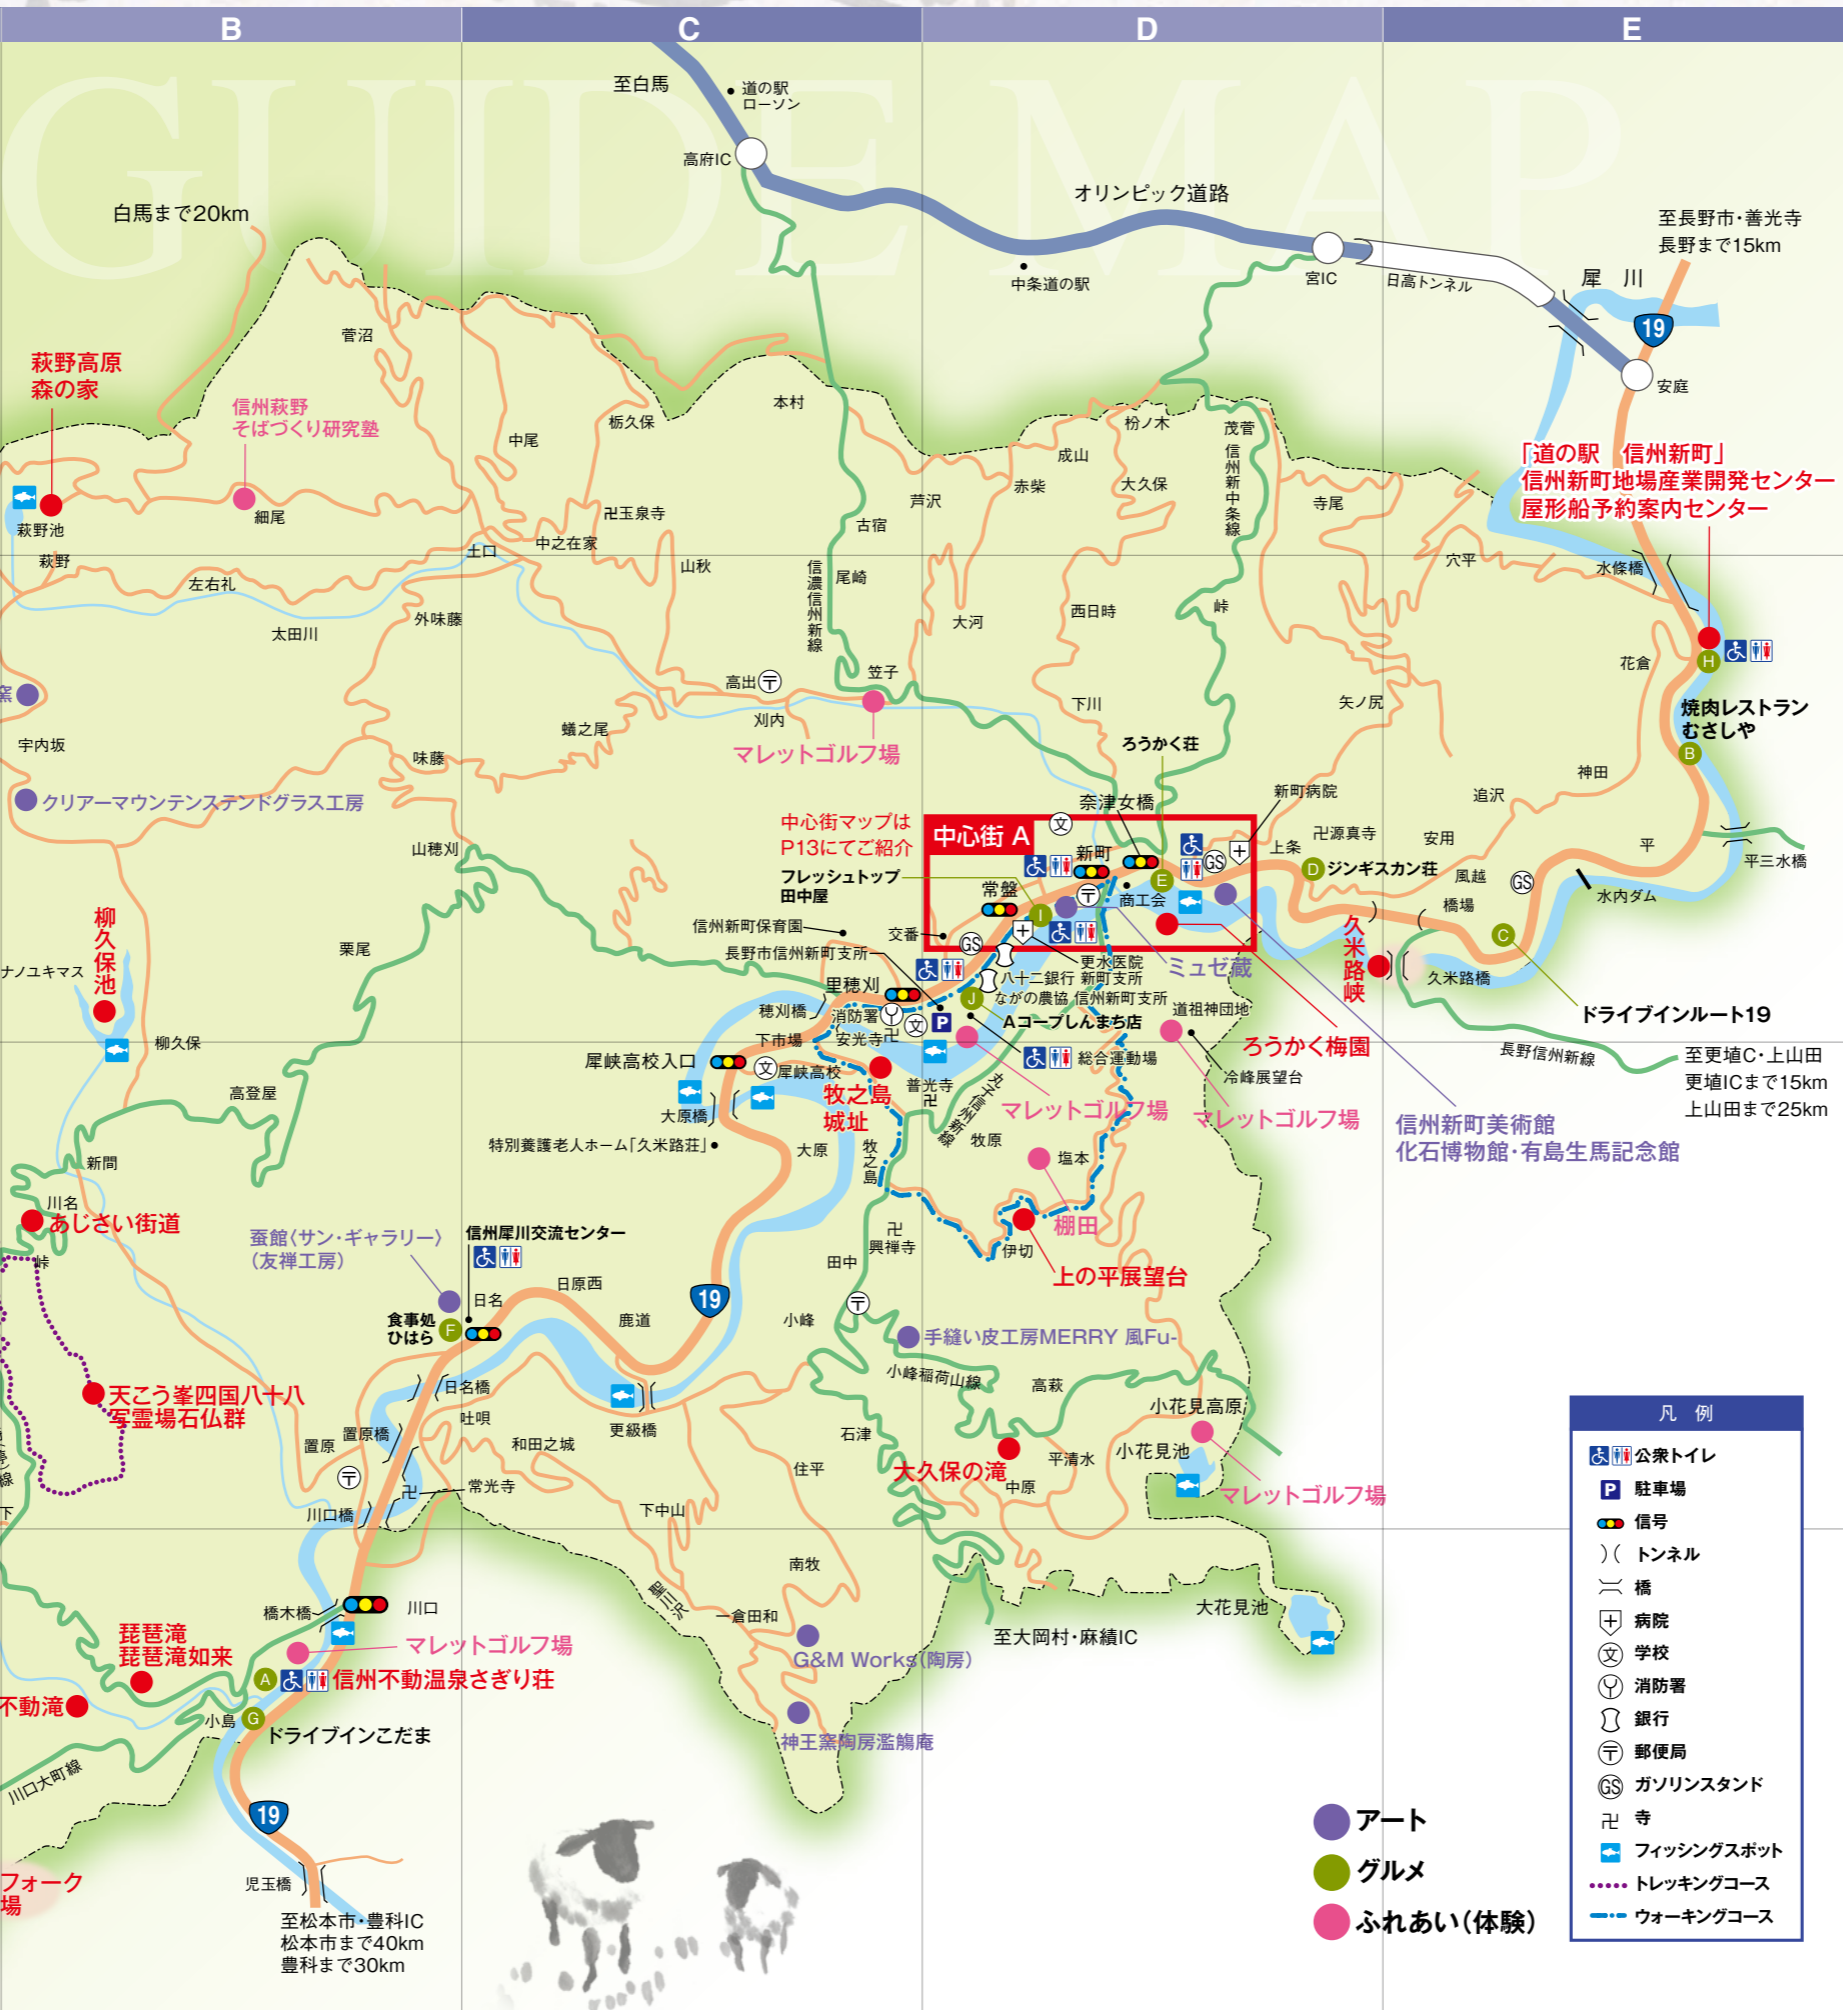 B
C
D
E
GUIDE MAP
至白馬
道の駅
ローソン
高府IC
オリンピック道路
白馬まで20km
中条道の駅
宮IC
日高トンネル
至長野市・善光寺
長野まで15km
犀 川
19
安庭
菅沼
萩野高原
森の家
信州萩野
そばづくり研究塾
中尾
栃久保
本村
成山
枌ノ木
茂菅
信州新中条線
赤柴
大久保
寺尾
「道の駅 信州新町」
信州新町地場産業開発センター
屋形船予約案内センター
萩野池
細尾
卍玉泉寺
芦沢
古宿
萩野
土口
中之在家
山秋
信濃信州新線
尾崎
穴平
水篠橋
左右礼
太田川
外味藤
大河
西日時
峠
花倉
H
窯
高出
笠子
刈内
下川
矢ノ尻
焼肉レストラン
むさしや
B
宇内坂
味藤
蟻之尾
マレットゴルフ場
ろうかく荘
神田
クリアーマウンテンステンドグラス工房
奈津女橋
新町病院
追沢
中心街マップは
P13にてご紹介
中心街 A
文
新町
GS
上条
卍源真寺
安用
平
平三水橋
山穂刈
フレッシュトップ
田中屋
常盤
E
商工会
D
ジンギスカン荘
風越
GS
水内ダム
I
橋場
柳久保池
信州新町保育園
交番
GS
C
栗尾
長野市信州新町支所
更水医院
ミュゼ蔵
久米路峡
久米路橋
ナノユキマス
里穂刈
八十二銀行 新町支所
J
ながの農協 信州新町支所
穂刈橋
消防署
文
P
Aコープしんまち店
道祖神団地
ドライブインルート19
柳久保
下市場
安光寺卍
ろうかく梅園
長野信州新線
犀峡高校入口
文
犀峡高校
総合運動場
冷峰展望台
至更埴C・上山田
更埴ICまで15km
上山田まで25km
高登屋
牧之島
城址
普光寺
卍
丸子信州新線
大原橋
マレットゴルフ場
マレットゴルフ場
信州新町美術館
化石博物館・有島生馬記念館
特別養護老人ホーム「久米路荘」
大原
牧之島
牧原
新間
塩本
川名
あじさい街道
棚田
蚕館〈サン・ギャラリー〉
(友禅工房)
信州犀川交流センター
卍
興禅寺
伊切
峠
田中
上の平展望台
日原西
日名
19
食事処
ひはら
F
鹿道
小峰
手縫い皮工房MERRY 風Fu-
小峰稲荷山線
高萩
天こう峯四国八十八
写霊場石仏群
日名橋
小花見高原
吐唄
更級橋
石津
置原
置原橋
和田之城
平清水
小花見池
線
住平
大久保の滝
中原
卍
常光寺
マレットゴルフ場
下
川口橋
下中山
南牧
聖川沢
橋木橋
川口
一倉田和
大花見池
琵琶滝
琵琶滝如来
マレットゴルフ場
至大岡村・麻績IC
A
信州不動温泉さぎり荘
G&M Works(陶房)
不動滝
小島
G
ドライブインこだま
神王窯陶房濫觴庵
川口大町線
19
フォーク
場
児玉橋
至松本市・豊科IC
松本市まで40km
豊科まで30km
アート
グルメ
ふれあい(体験)
凡 例
公衆トイレ
P 駐車場
信号
トンネル
橋
病院
文 学校
消防署
銀行
〒 郵便局
GS ガソリンスタンド
卍 寺
フィッシングスポット
トレッキングコース
ウォーキングコース